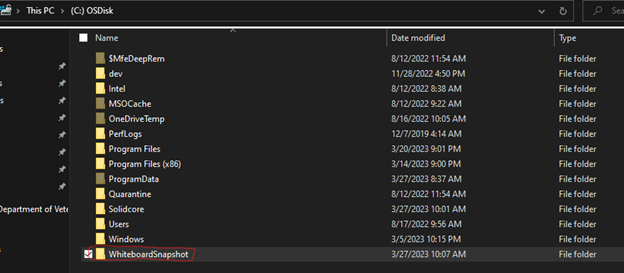 This PC > (C:) OSDisk
Sear
Name Date modified Type
$MfeDeepRem 8/12/2022 11:54 AM File folder
dev 11/28/2022 4:50 PM File folder
Intel 8/12/2022 8:38 AM File folder
MSOCache 8/12/2022 9:22 AM File folder
OneDriveTemp 8/16/2022 10:05 AM File folder
PerfLogs 12/7/2019 4:14 AM File folder
Program Files 3/20/2023 9:01 PM File folder
Program Files (x86) 3/14/2023 9:00 PM File folder
ProgramData 3/27/2023 8:37 AM File folder
Quarantine 8/12/2022 11:54 AM File folder
Department of Vete Solidcore 3/27/2023 10:01 AM File folder
Users 8/17/2022 9:56 AM File folder
Windows 3/5/2023 10:15 PM File folder
WhiteboardSnapshot 3/27/2023 10:07 AM File folder